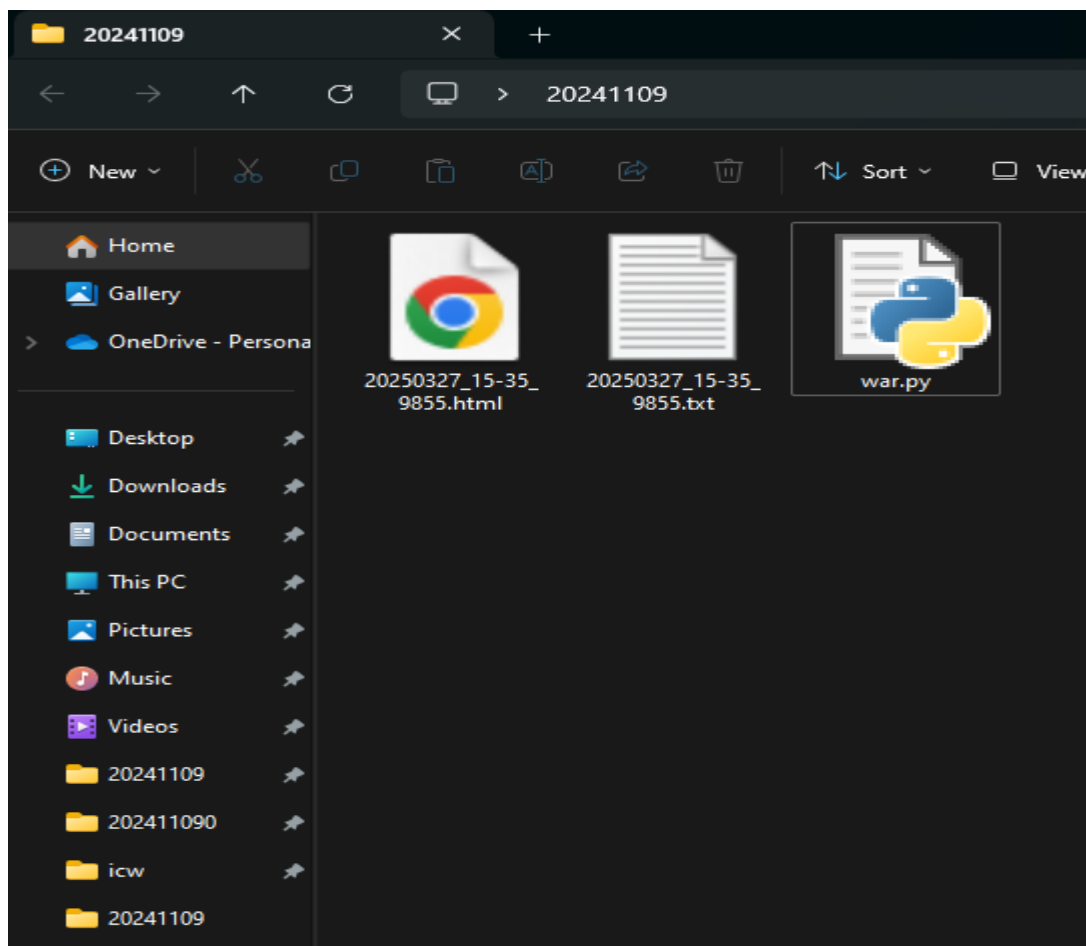 20241109
20241109
New
Sort
View
Home
Gallery
OneDrive - Persona
Desktop
Downloads
Documents
This PC
Pictures
Music
Videos
20241109
202411090
icw
20241109
20250327_15-35_
9855.html
20250327_15-35_
9855.txt
war.py